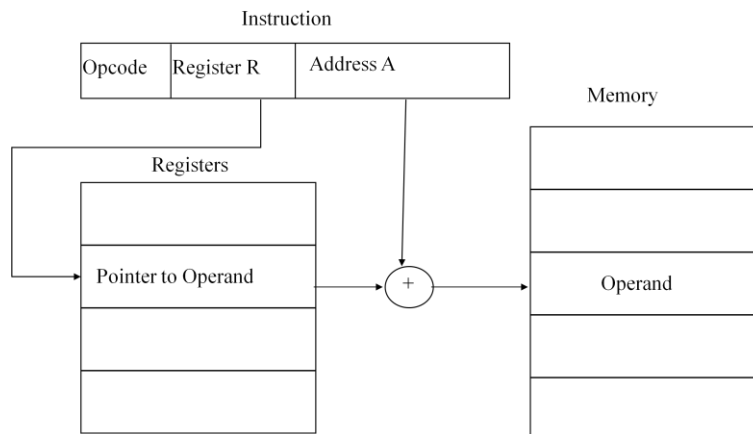 Instruction
Opcode Register R Address A
Memory
Registers
Pointer to Operand
+
Operand